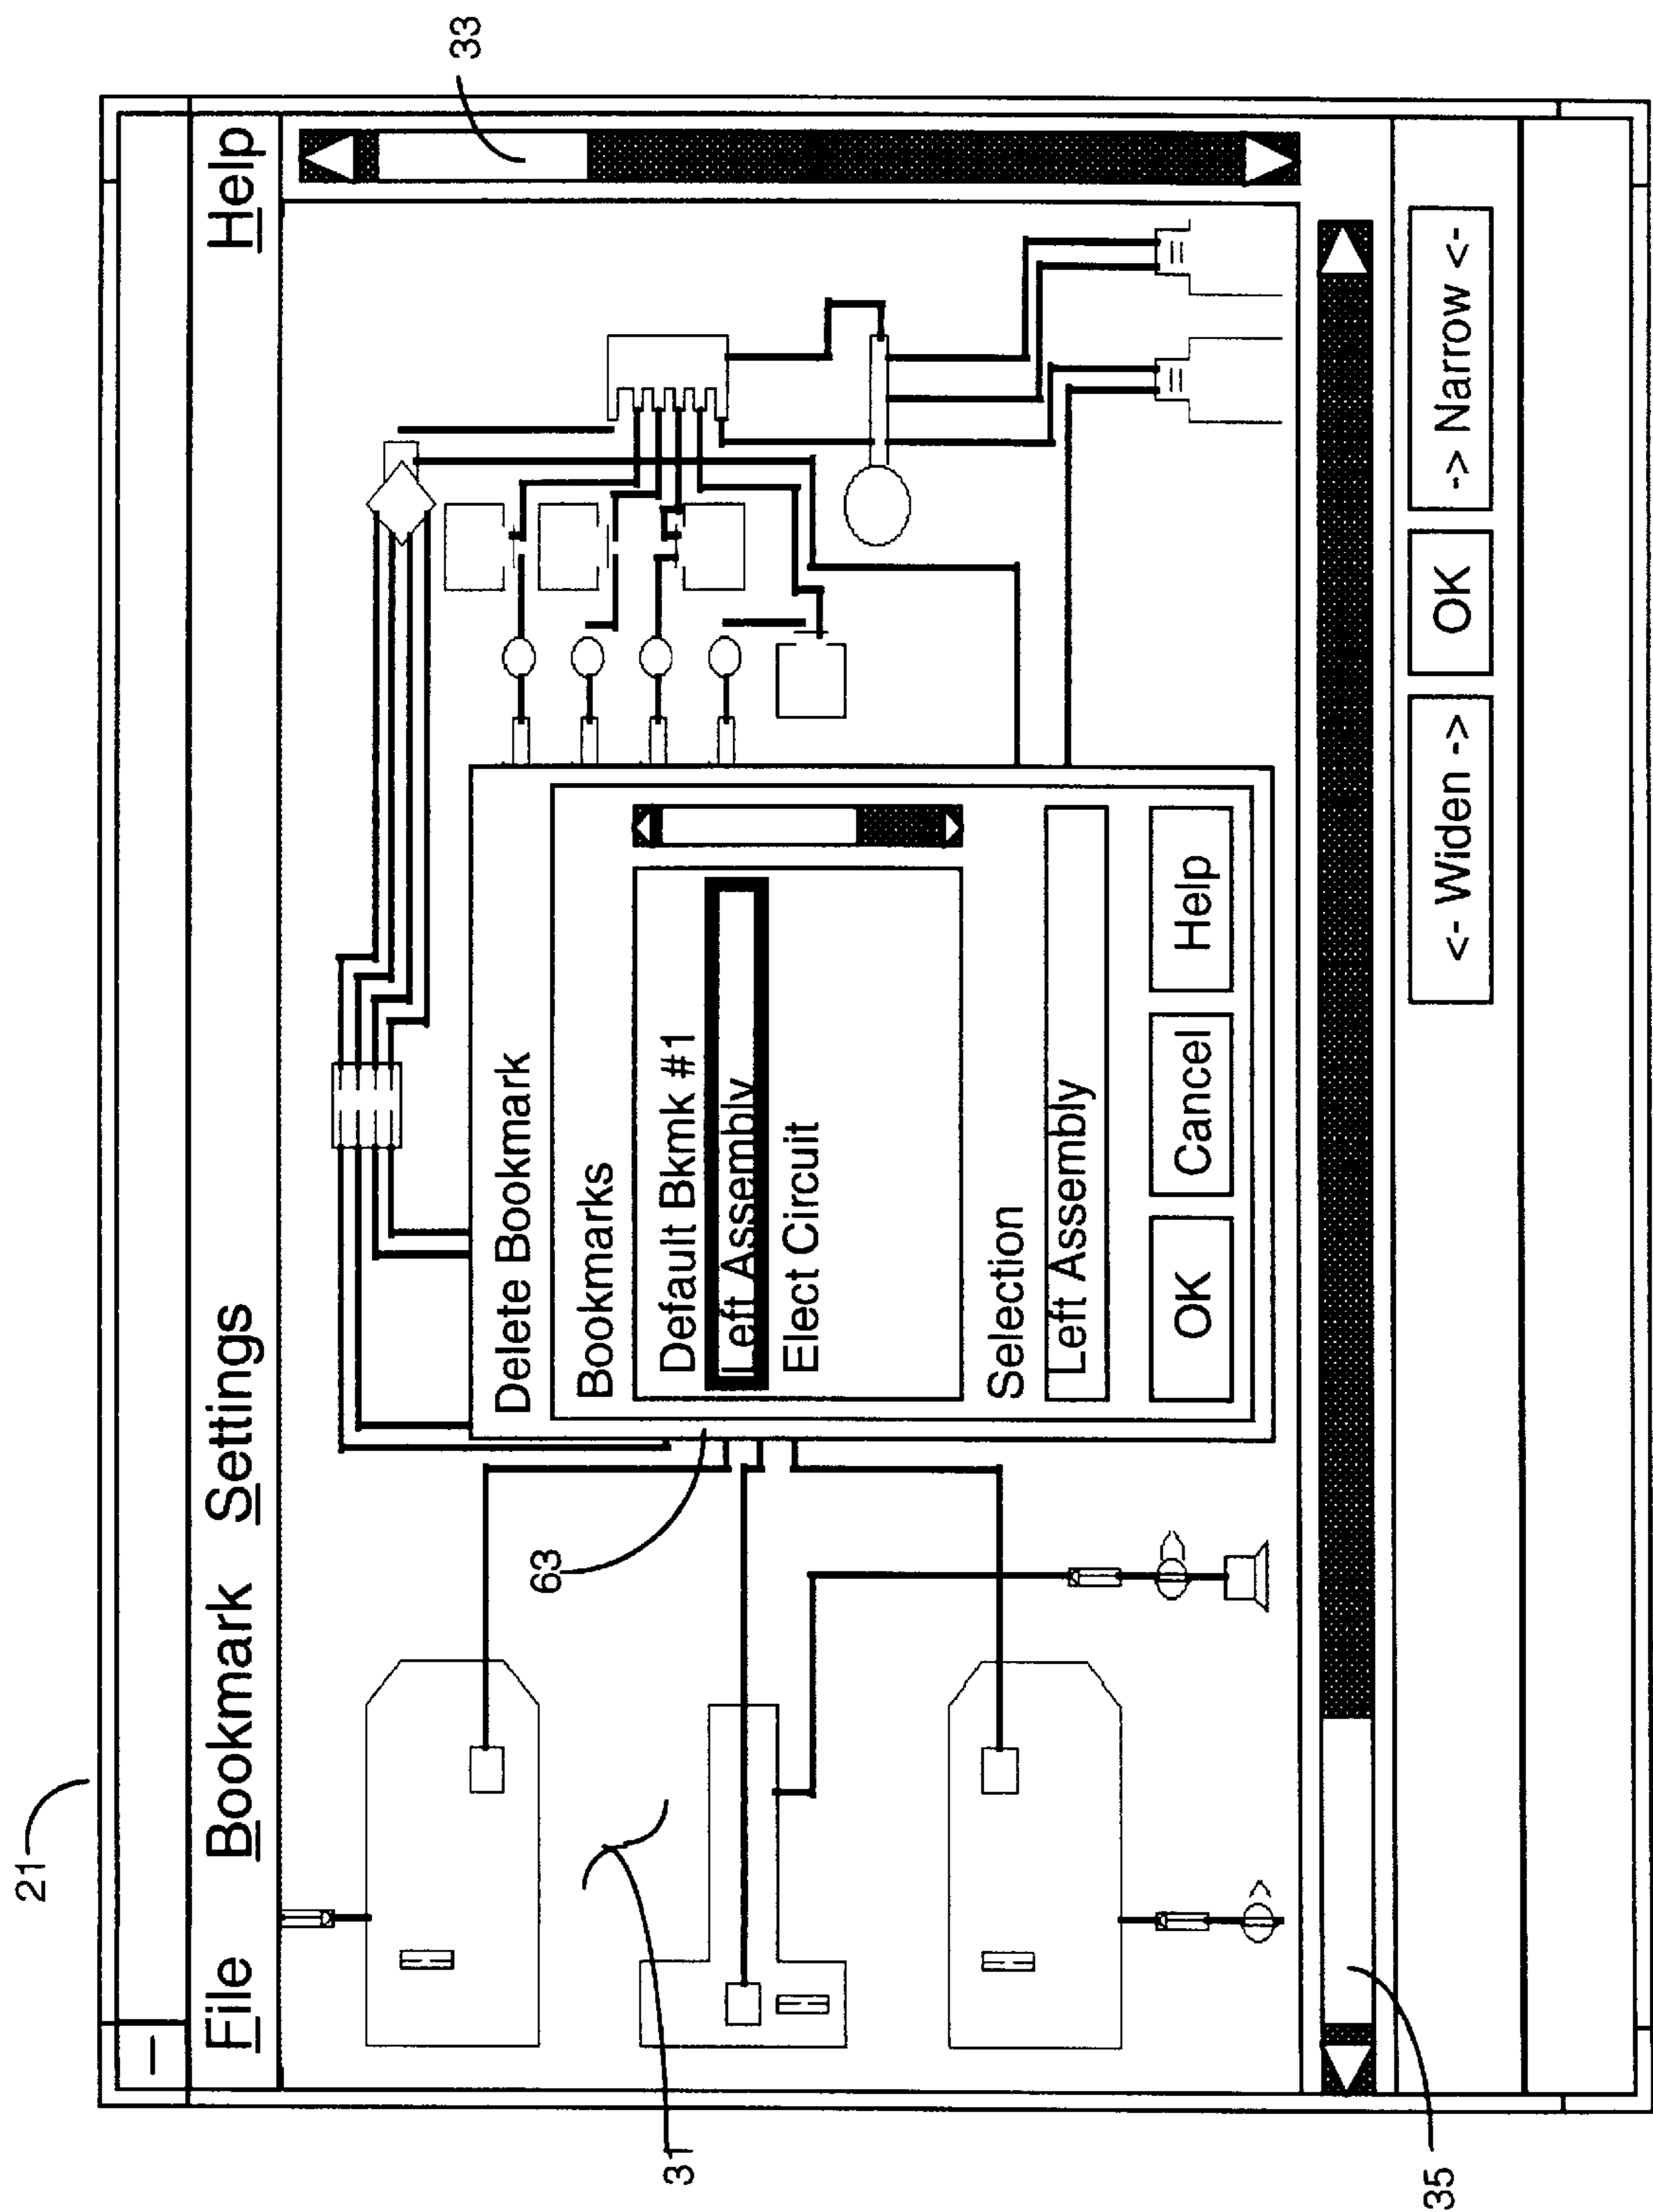 21
33
File Bookmark Settings Help
Delete Bookmark
Bookmarks
63
Default Bkmk #1
Left Assembly
Elect Circuit
31
Selection
Left Assembly
OK Cancel Help
35
<- Widen -> OK -> Narrow <-